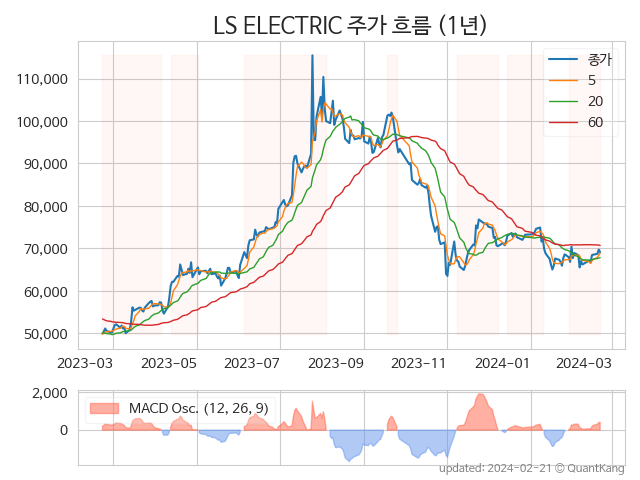 LS ELECTRIC 주가 흐름 (1년)
종가
5
20
60
110,000
100,000
90,000
80,000
70,000
60,000
50,000
2023-03 2023-05 2023-07 2023-09 2023-11 2024-01 2024-03
2,000
MACD Osc. (12, 26, 9)
0
updated: 2024-02-21 © QuantKang